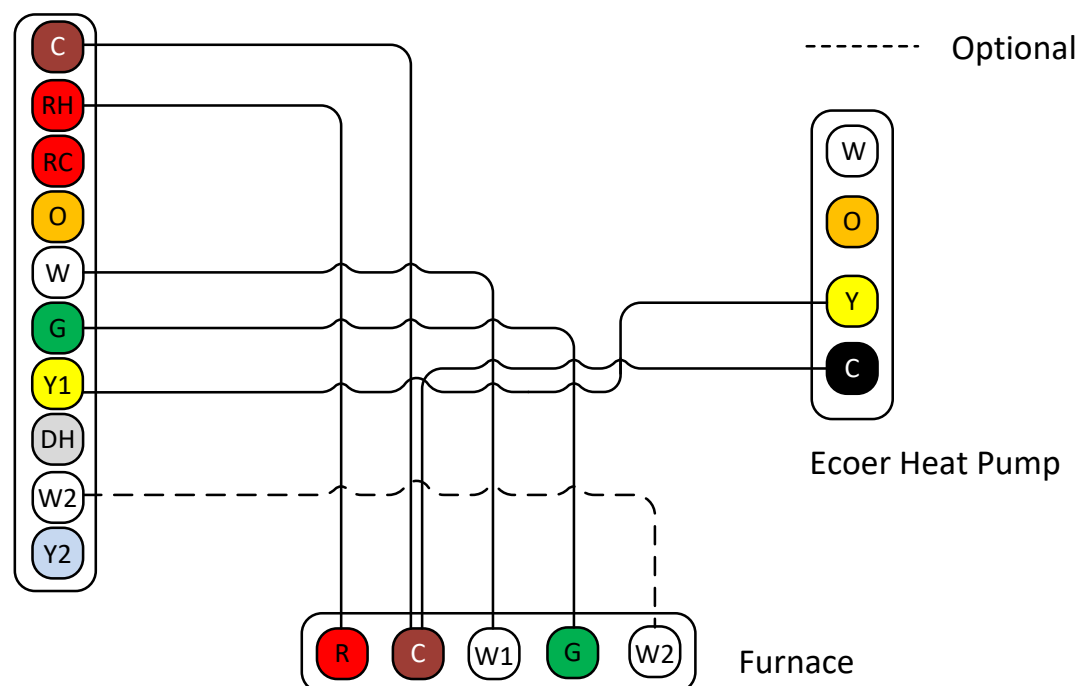 C
RH
RC
O
W
G
Y1
DH
W2
Y2
Optional
W
O
Y
C
Ecoer Heat Pump
R
C
W1
G
W2
Furnace